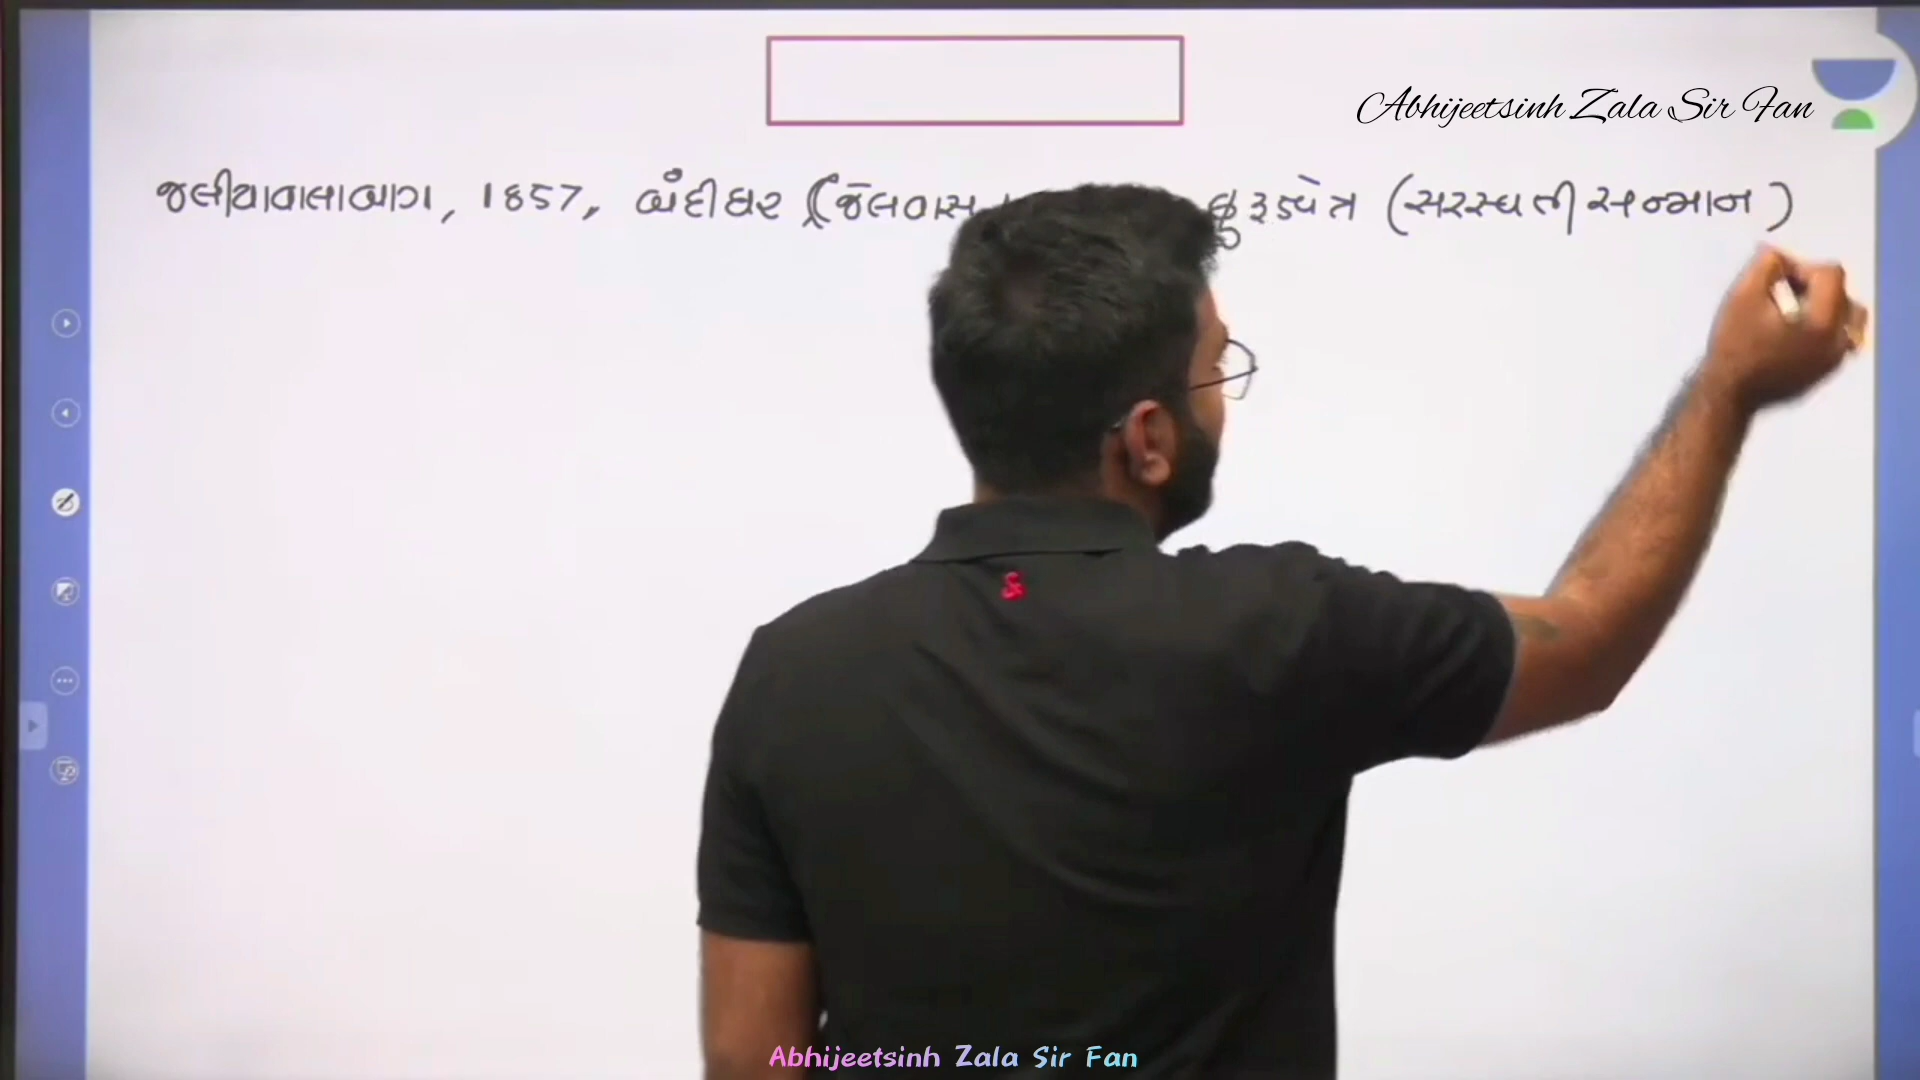 Abhijeetsinh Zala Sir Fan
જલીયાવાલાબાગ, 1857, બંદીઘર (જેલવાસ કુરૂક્ષેત્ર (સરસ્વતી સન્માન)
&
Abhijeetsinh Zala Sir Fan